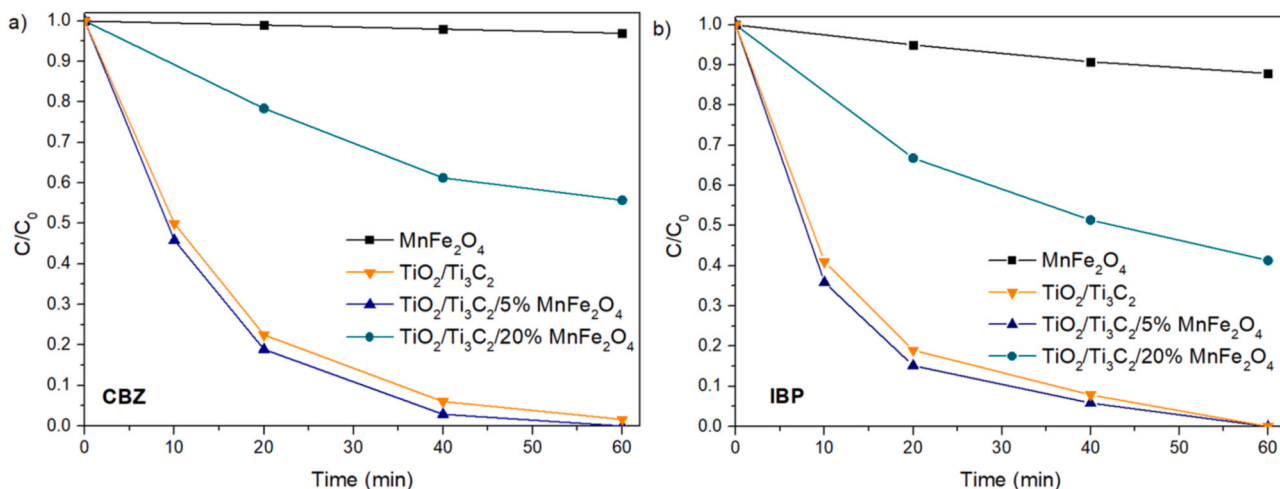 a)
1.0
0.9
0.8
0.7
0.6
0.5
0.4
0.3
0.2
0.1
0.0
C/C₀
MnFe₂O₄
TiO₂/Ti₃C₂
TiO₂/Ti₃C₂/5% MnFe₂O₄
TiO₂/Ti₃C₂/20% MnFe₂O₄
CBZ
0 10 20 30 40 50 60
Time (min)
b)
1.0
0.9
0.8
0.7
0.6
0.5
0.4
0.3
0.2
0.1
0.0
C/C₀
MnFe₂O₄
TiO₂/Ti₃C₂
TiO₂/Ti₃C₂/5% MnFe₂O₄
TiO₂/Ti₃C₂/20% MnFe₂O₄
IBP
0 10 20 30 40 50 60
Time (min)